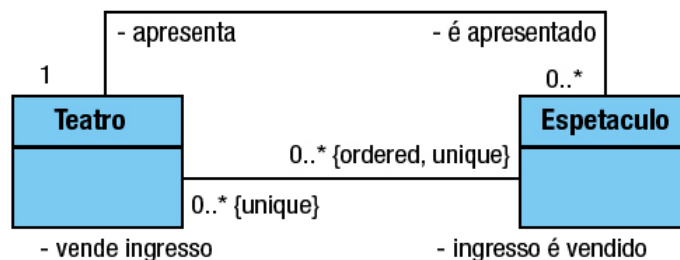 - apresenta - é apresentado
1 0..*
Teatro Espetaculo
0..* {ordered, unique}
0..* {unique}
- vende ingresso - ingresso é vendido